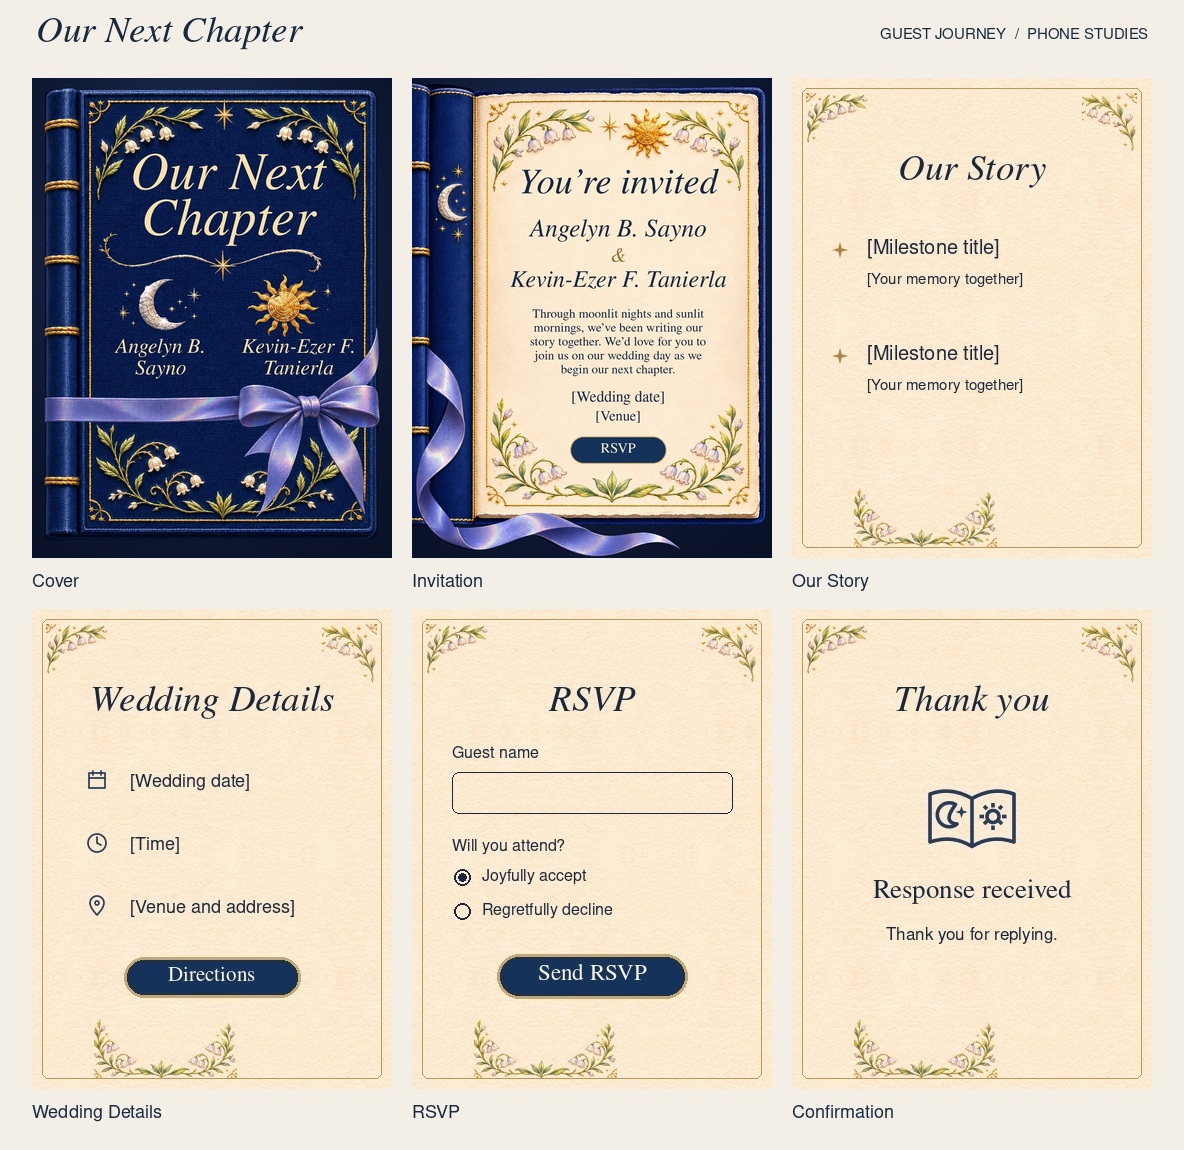 Our Next Chapter
GUEST JOURNEY / PHONE STUDIES
Our Next
Chapter
Angelyn B.
Sayno
Kevin-Ezer F.
Tanierla
Cover
You’re invited
Angelyn B. Sayno
&
Kevin-Ezer F. Tanierla
Through moonlit nights and sunlit
mornings, we’ve been writing our
story together. We’d love for you to
join us on our wedding day as we
begin our next chapter.
[Wedding date]
[Venue]
RSVP
Invitation
Our Story
[Milestone title]
[Your memory together]
[Milestone title]
[Your memory together]
Our Story
Wedding Details
[Wedding date]
[Time]
[Venue and address]
Directions
Wedding Details
RSVP
Guest name
Will you attend?
Joyfully accept
Regretfully decline
Send RSVP
RSVP
Thank you
Response received
Thank you for replying.
Confirmation